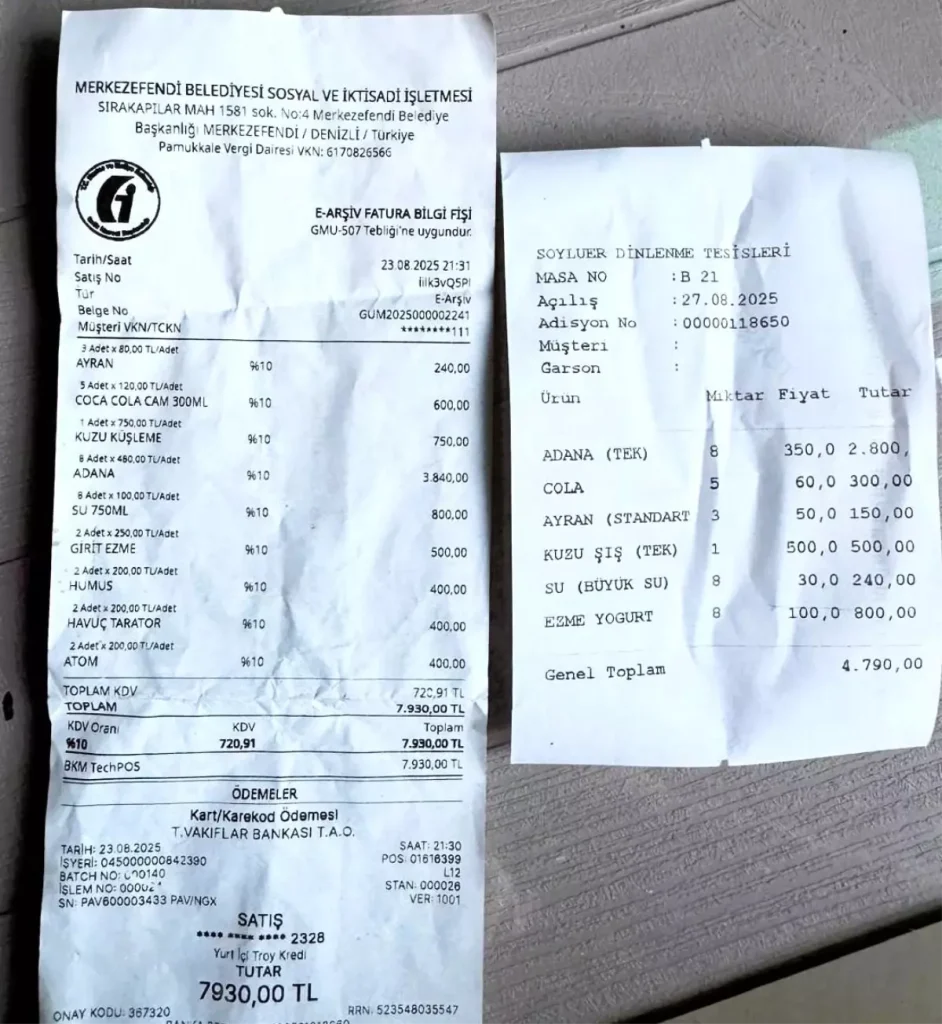 MERKEZEFENDİ BELEDİYESİ SOSYAL VE İKTİSADİ İŞLETMESİ
SIRAKAPILAR MAH 1581 sok. No:4 Merkezefendi Belediye
Başkanlığı MERKEZEFENDİ / DENİZLİ / Türkiye
Pamukkale Vergi Dairesi VKN: 6170826566
E-ARŞİV FATURA BİLGİ FİŞİ
GMU-507 Tebliği'ne uygundur.
Tarih/Saat 23.08.2025 21:31
Satış No iilk3vQ5Pl
Tür E-Arşiv
Belge No GUM2025000002241
Müşteri VKN/TCKN ********111
3 Adet x 80,00 TL/Adet
AYRAN %10 240,00
5 Adet x 120,00 TL/Adet
COCA COLA CAM 300ML %10 600,00
1 Adet x 750,00 TL/Adet
KUZU KÜŞLEME %10 750,00
8 Adet x 480,00 TL/Adet
ADANA %10 3.840,00
8 Adet x 100,00 TL/Adet
SU 750ML %10 800,00
2 Adet x 250,00 TL/Adet
GİRİT EZME %10 500,00
2 Adet x 200,00 TL/Adet
HUMUS %10 400,00
2 Adet x 200,00 TL/Adet
HAVUÇ TARATOR %10 400,00
2 Adet x 200,00 TL/Adet
ATOM %10 400,00
TOPLAM KDV 720,91 TL
TOPLAM 7.930,00 TL
KDV Oranı KDV Toplam
%10 720,91 7.930,00 TL
BKM TechPOS 7.930,00 TL
ÖDEMELER
Kart/Karekod Ödemesi
T.VAKIFLAR BANKASI T.A.O.
TARİH: 23.08.2025 SAAT: 21:30
İŞYERİ: 045000000842390 POS: 01616399
BATCH NO: 000140 L12
İŞLEM NO: STAN: 000026
SN: PAV600003433 PAV/NGX VER: 1001
SATIŞ
**** **** **** 2328
Yurt İçi Troy Kredi
TUTAR
7930,00 TL
ONAY KODU: 367320 RRN: 523548035547
SOYLUER DİNLENME TESİSLERİ
MASA NO :B 21
Açılış :27.08.2025
Adisyon No :00000118650
Müşteri :
Garson :
Ürün Miktar Fiyat Tutar
ADANA (TEK) 8 350,0 2.800,
COLA 5 60,0 300,00
AYRAN (STANDART 3 50,0 150,00
KUZU ŞIŞ (TEK) 1 500,0 500,00
SU (BÜYÜK SU) 8 30,0 240,00
EZME YOGURT 8 100,0 800,00
Genel Toplam 4.790,00